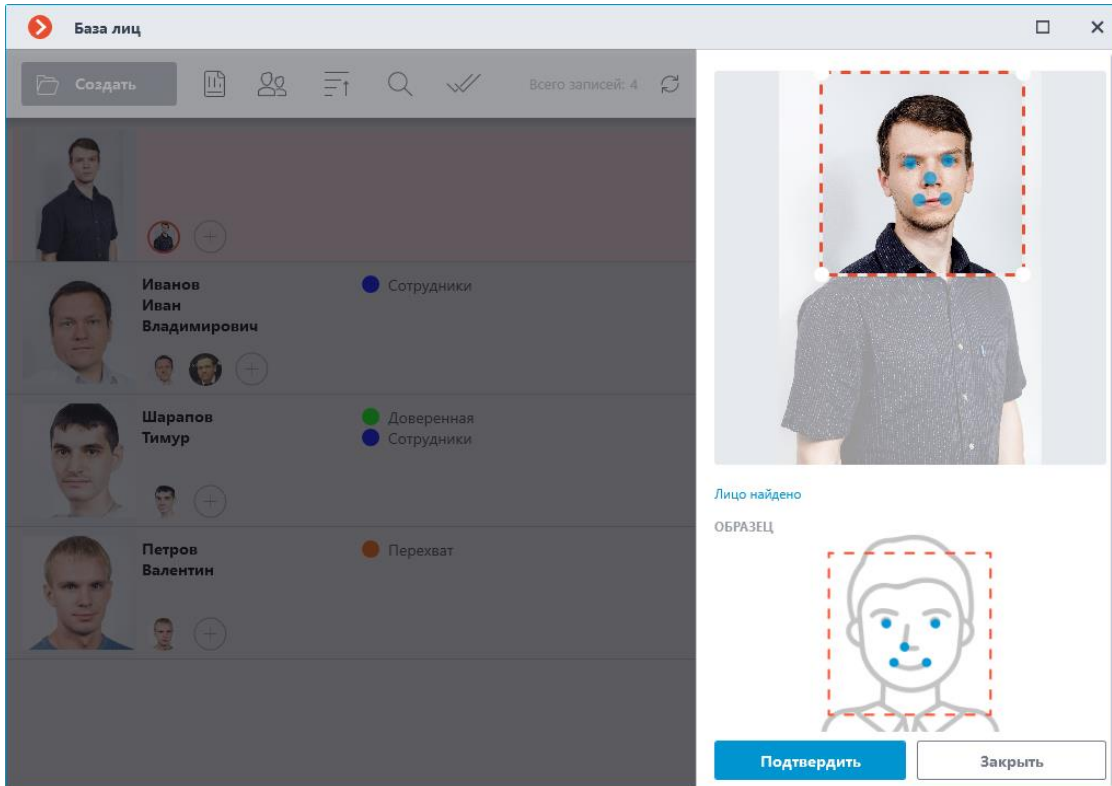 База лиц
Создать
Всего записей: 4
Иванов
Иван
Владимирович
Сотрудники
Шарапов
Тимур
Доверенная
Сотрудники
Петров
Валентин
Перехват
Лицо найдено
ОБРАЗЕЦ
Подтвердить
Закрыть